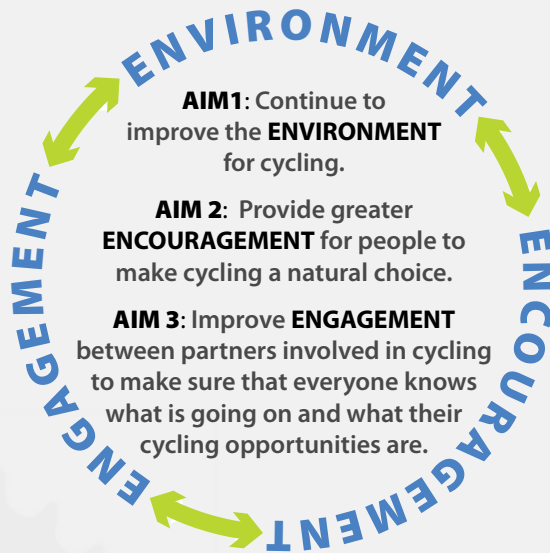 ENVIRONMENT
AIM1: Continue to
improve the ENVIRONMENT
for cycling.
AIM 2:  Provide greater
ENCOURAGEMENT for people to
make cycling a natural choice.
AIM 3: Improve ENGAGEMENT
between partners involved in cycling
to make sure that everyone knows
what is going on and what their
cycling opportunities are.
ENCOURAGEMENT
ENGAGEMENT